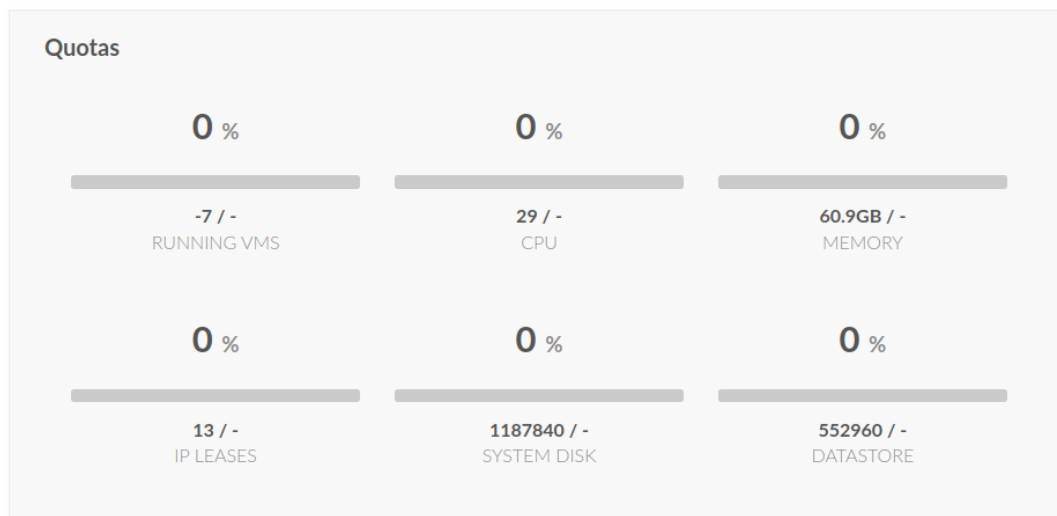 Quotas
0 %
0 %
0 %
-7 / -
29 / -
60.9GB / -
RUNNING VMS
CPU
MEMORY
0 %
0 %
0 %
13 / -
1187840 / -
552960 / -
IP LEASES
SYSTEM DISK
DATASTORE